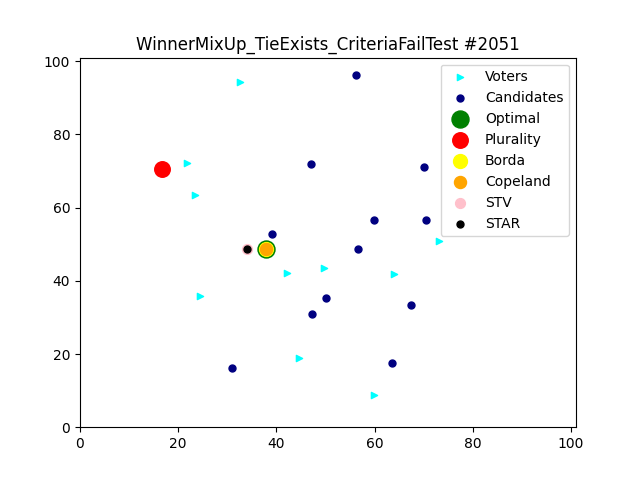 WinnerMixUp_TieExists_CriteriaFailTest #2051
100
80
60
40
20
0
0 20 40 60 80 100
Voters
Candidates
Optimal
Plurality
Borda
Copeland
STV
STAR